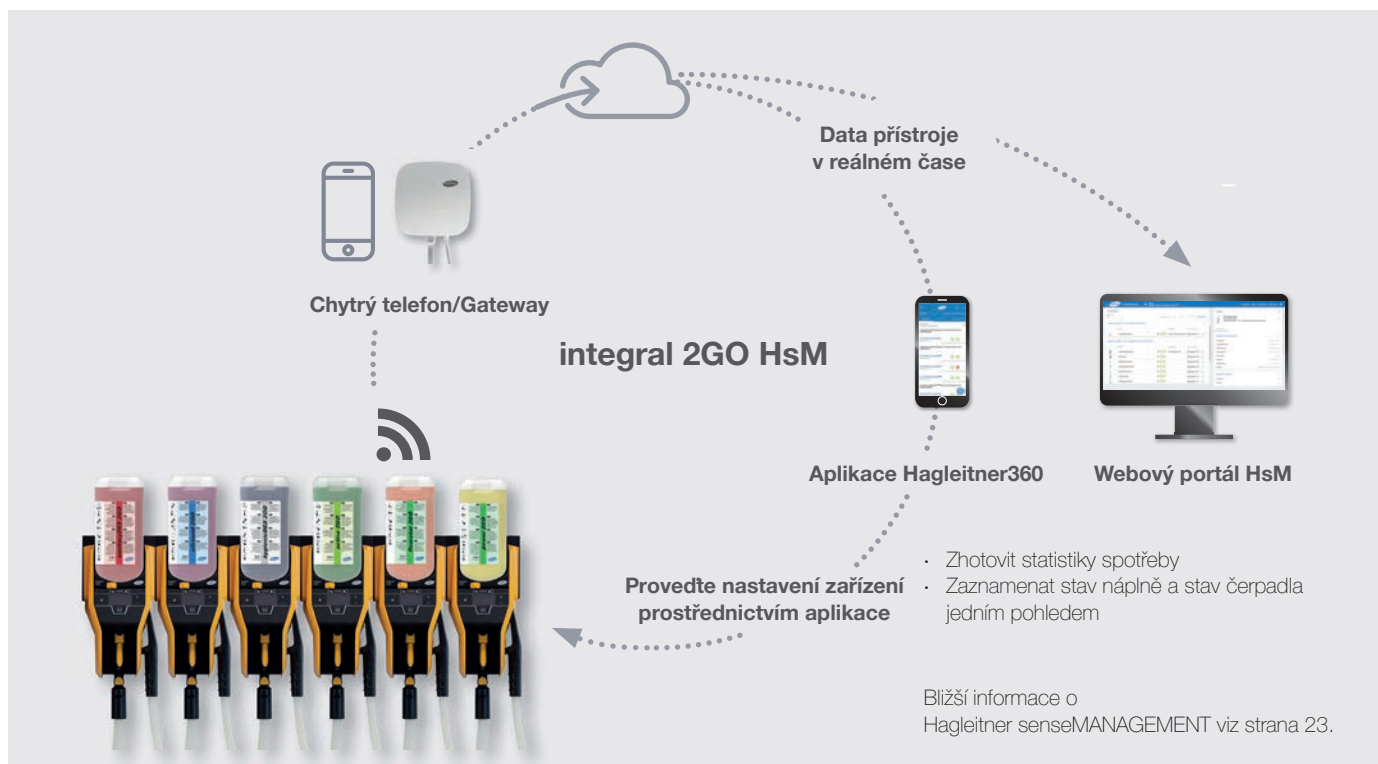 Data přístroje
v reálném čase
Chytrý telefon/Gateway
integral 2GO HsM
Aplikace Hagleitner360
Webový portál HsM
Proveďte nastavení zařízení
prostřednictvím aplikace
· Zhotovit statistiky spotřeby
· Zaznamenat stav náplně a stav čerpadla
jedním pohledem
Bližší informace o
Hagleitner senseMANAGEMENT viz strana 23.